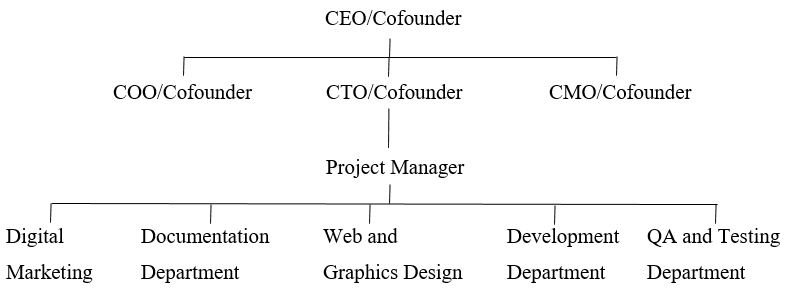 CEO/Cofounder
COO/Cofounder CTO/Cofounder CMO/Cofounder
Project Manager
Digital Documentation Web and Development QA and Testing
Marketing Department Graphics Design Department Department